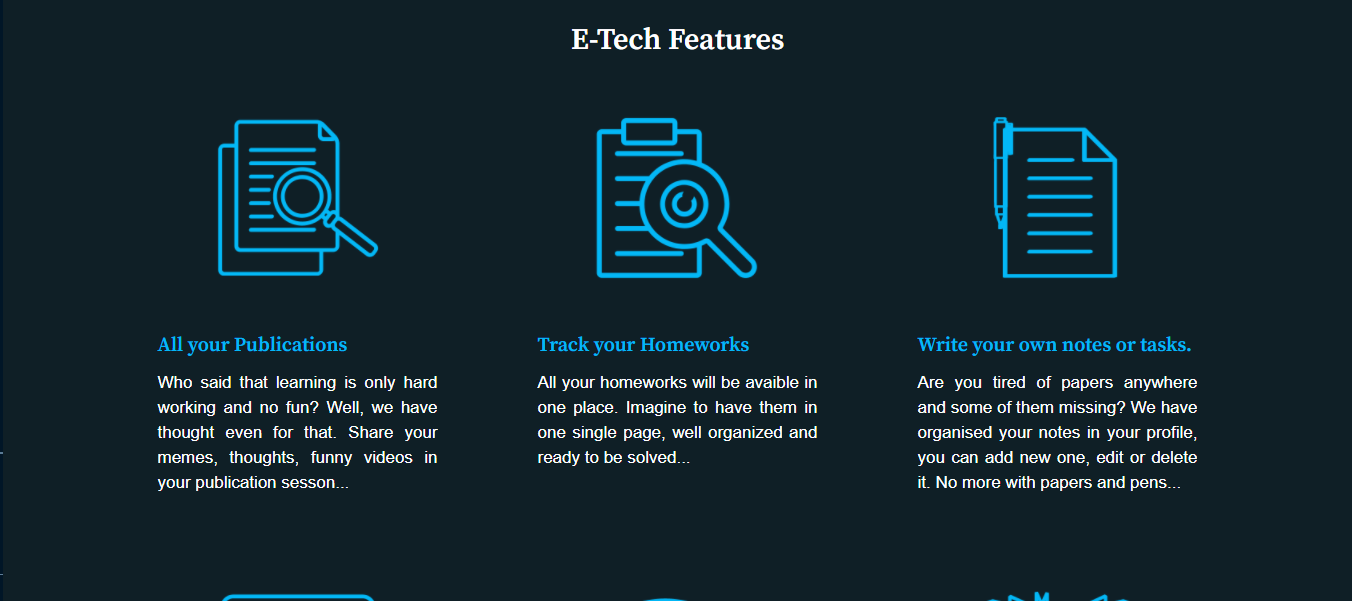 E-Tech Features
All your Publications
Who said that learning is only hard
working and no fun? Well, we have
thought even for that. Share your
memes, thoughts, funny videos in
your publication sesson...
Track your Homeworks
All your homeworks will be avaible in
one place. Imagine to have them in
one single page, well organized and
ready to be solved...
Write your own notes or tasks.
Are you tired of papers anywhere
and some of them missing? We have
organised your notes in your profile,
you can add new one, edit or delete
it. No more with papers and pens...